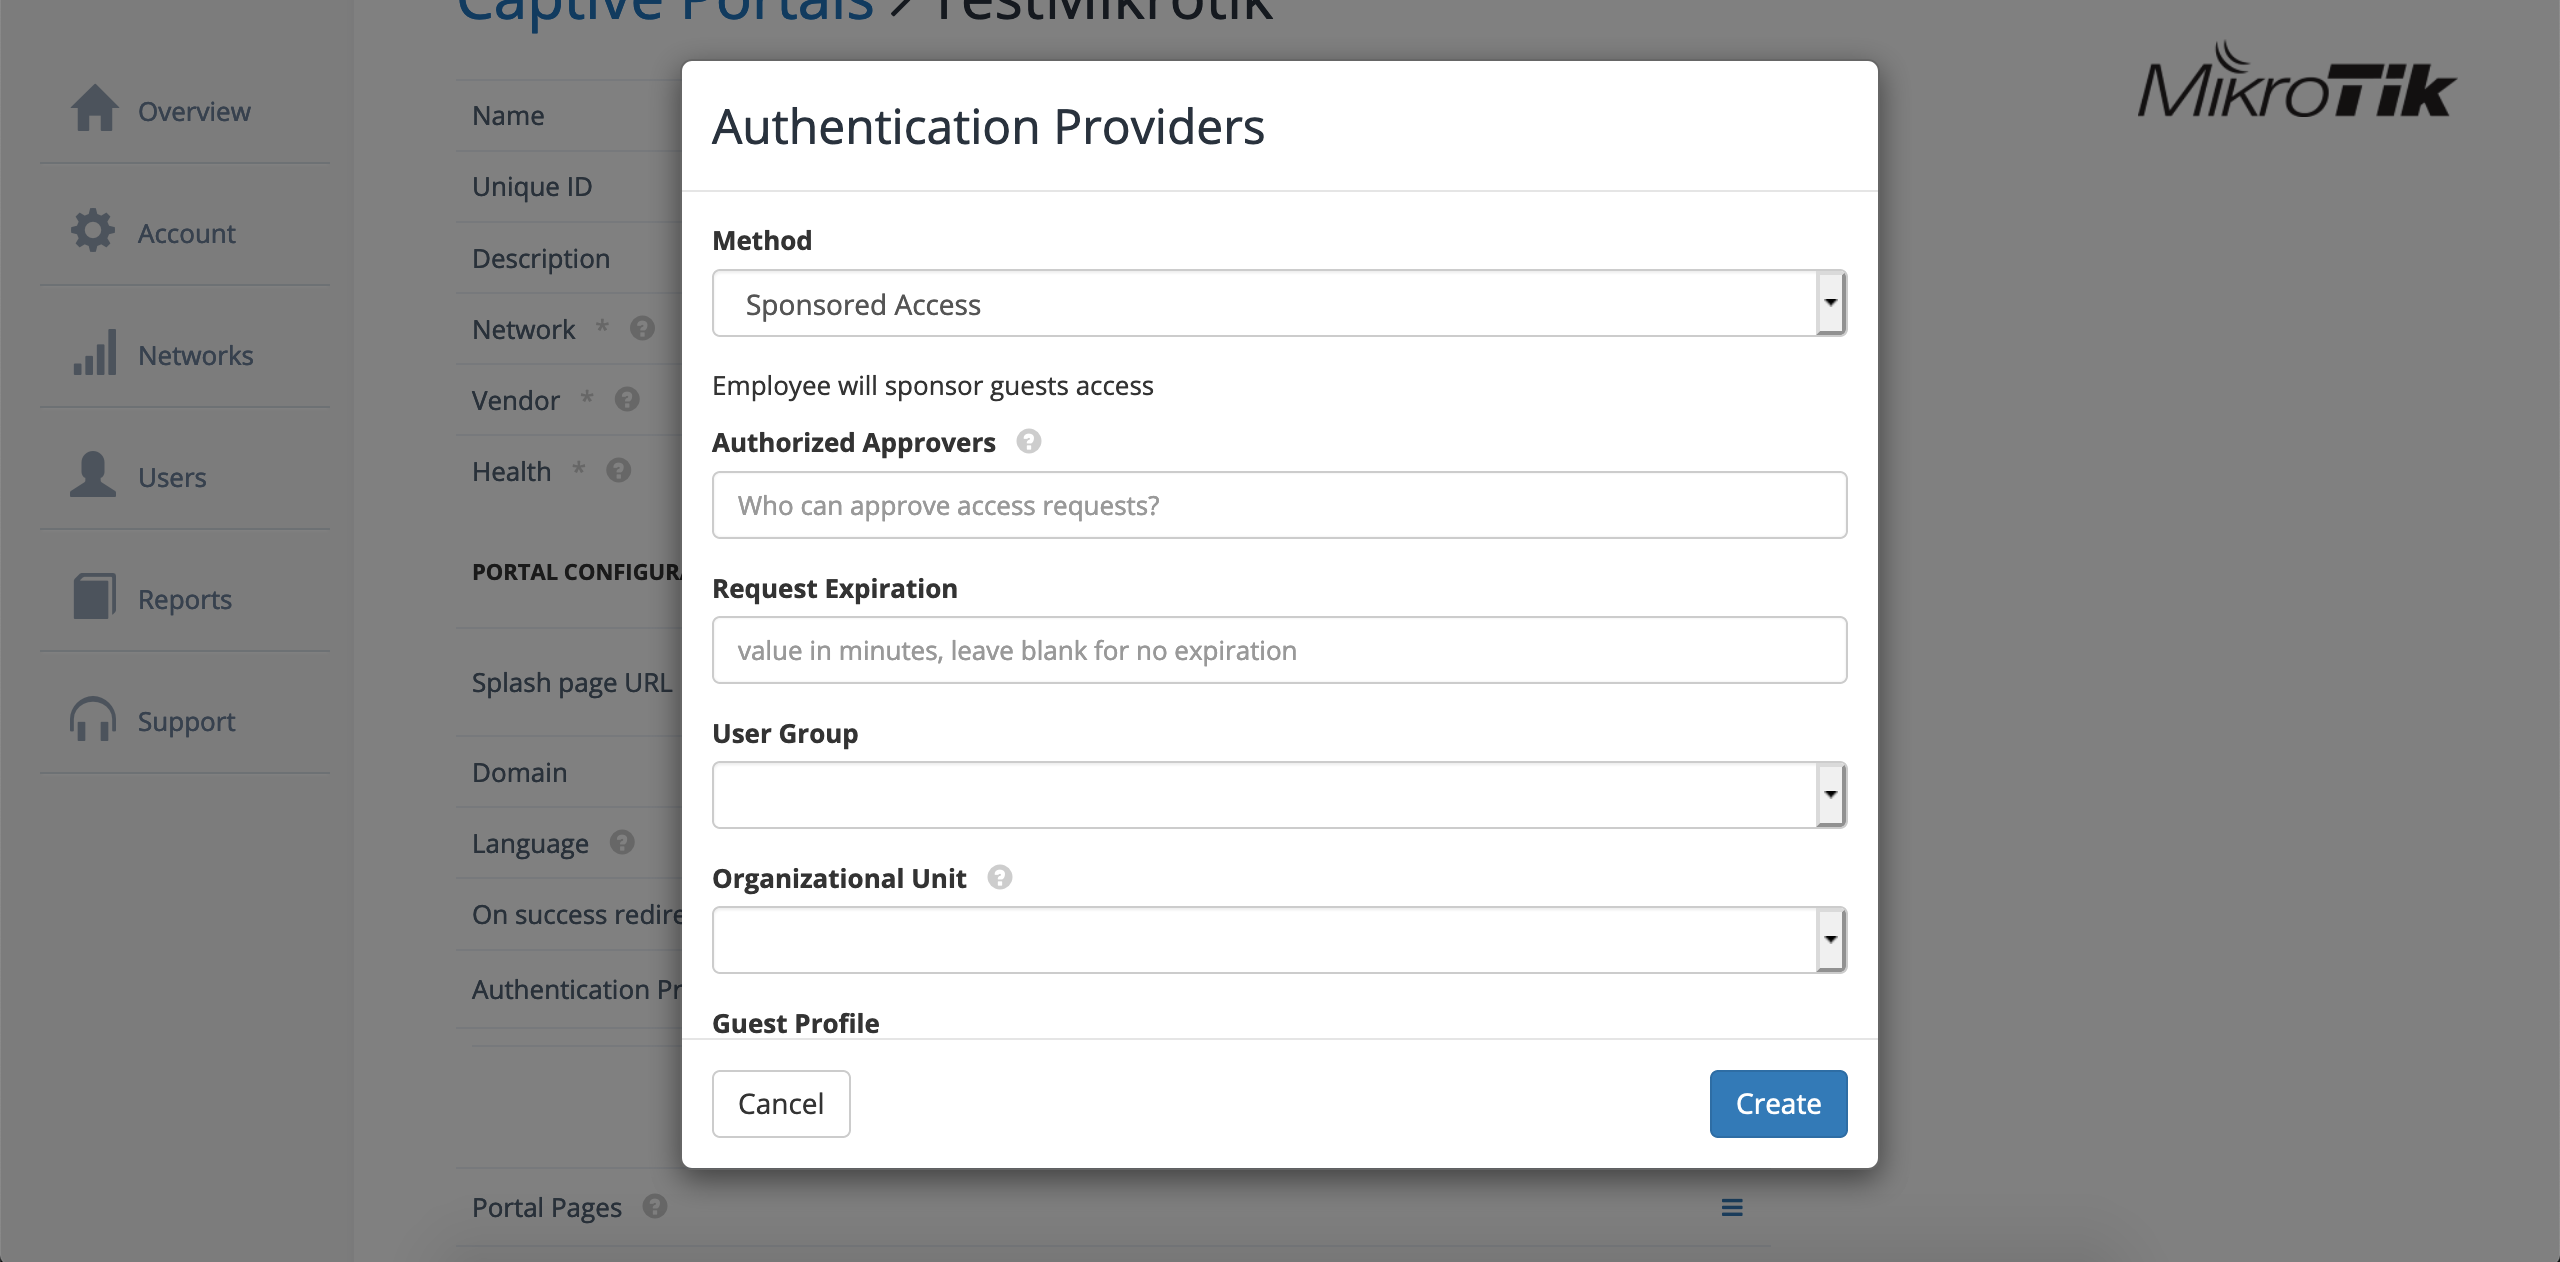 Captive Portals > TestMikrotik
MikroTik
Overview
Account
Networks
Users
Reports
Support
Name
Unique ID
Description
Network * ?
Vendor * ?
Health * ?
PORTAL CONFIGURA
Splash page URL
Domain
Language ?
On success redire
Authentication Pr
Portal Pages ?
Authentication Providers
Method
Sponsored Access
Employee will sponsor guests access
Authorized Approvers ?
Who can approve access requests?
Request Expiration
value in minutes, leave blank for no expiration
User Group
Organizational Unit ?
Guest Profile
Cancel
Create